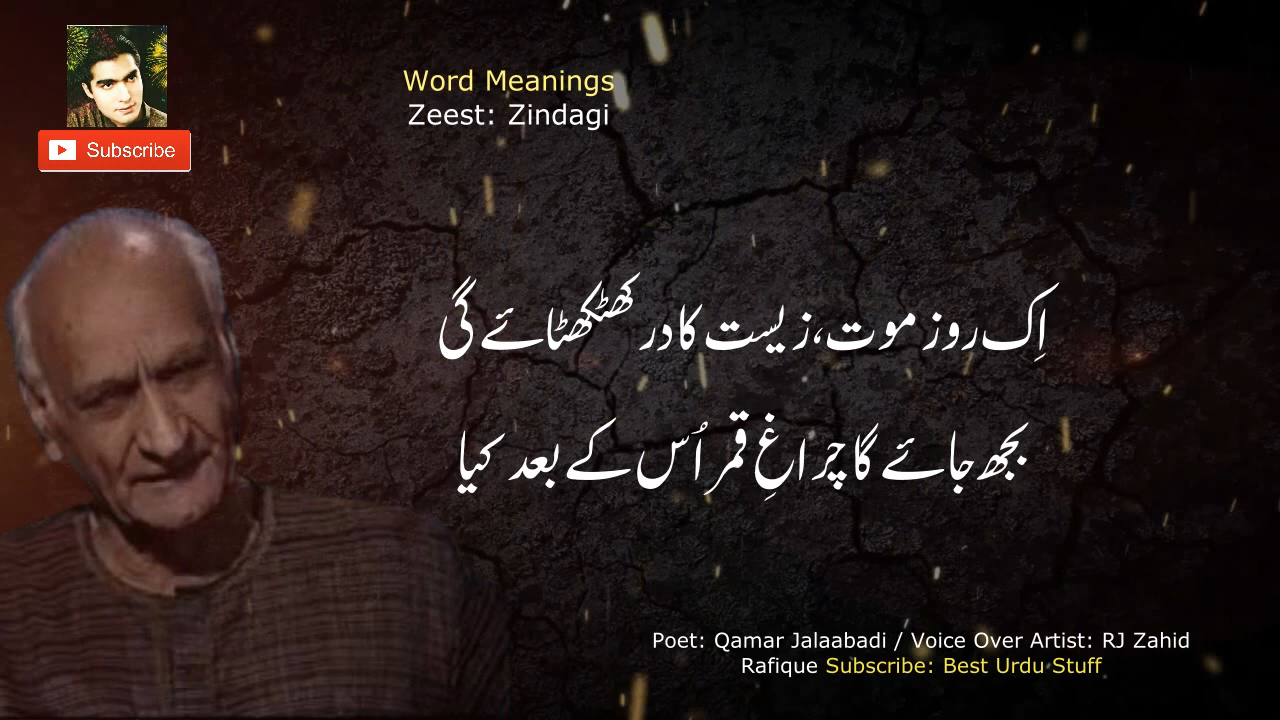 Subscribe
Word Meanings
Zeest: Zindagi
اِک روز موت، زیست کا در کھٹکھٹائے گی
بجھ جائے گا چراغِ قمر اُس کے بعد کیا
Poet: Qamar Jalaabadi / Voice Over Artist: RJ Zahid
Rafique Subscribe: Best Urdu Stuff